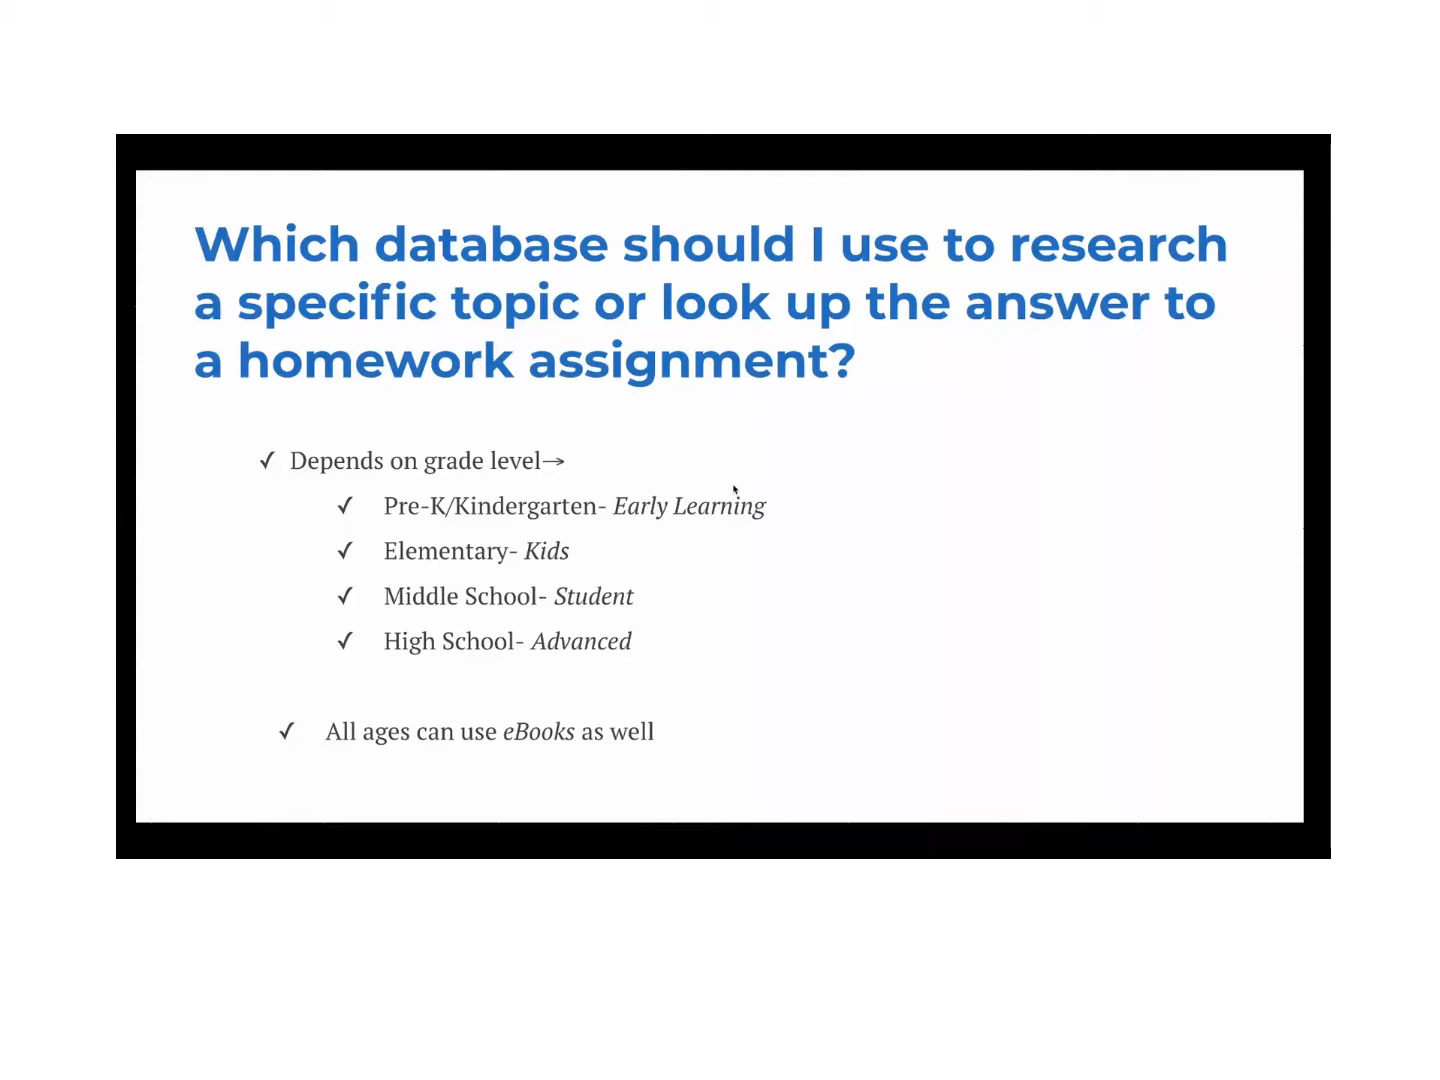 Which database should I use to research
a specific topic or look up the answer to
a homework assignment?
✓ Depends on grade level→
✓ Pre-K/Kindergarten- Early Learning
✓ Elementary- Kids
✓ Middle School- Student
✓ High School- Advanced
✓ All ages can use eBooks as well